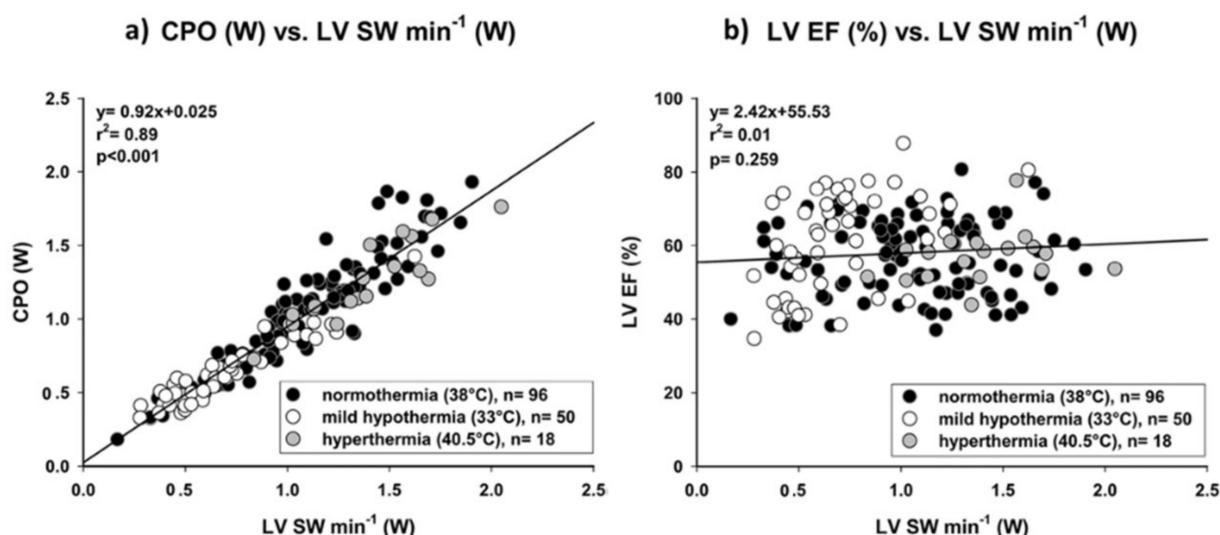 a) CPO (W) vs. LV SW min⁻¹ (W)
y= 0.92x+0.025
r²= 0.89
p<0.001
CPO (W)
2.5
2.0
1.5
1.0
0.5
0.0
normothermia (38°C), n= 96
mild hypothermia (33°C), n= 50
hyperthermia (40.5°C), n= 18
0.0 0.5 1.0 1.5 2.0 2.5
LV SW min⁻¹ (W)
b) LV EF (%) vs. LV SW min⁻¹ (W)
y= 2.42x+55.53
r²= 0.01
p= 0.259
LV EF (%)
100
80
60
40
20
0
normothermia (38°C), n= 96
mild hypothermia (33°C), n= 50
hyperthermia (40.5°C), n= 18
0.0 0.5 1.0 1.5 2.0 2.5
LV SW min⁻¹ (W)